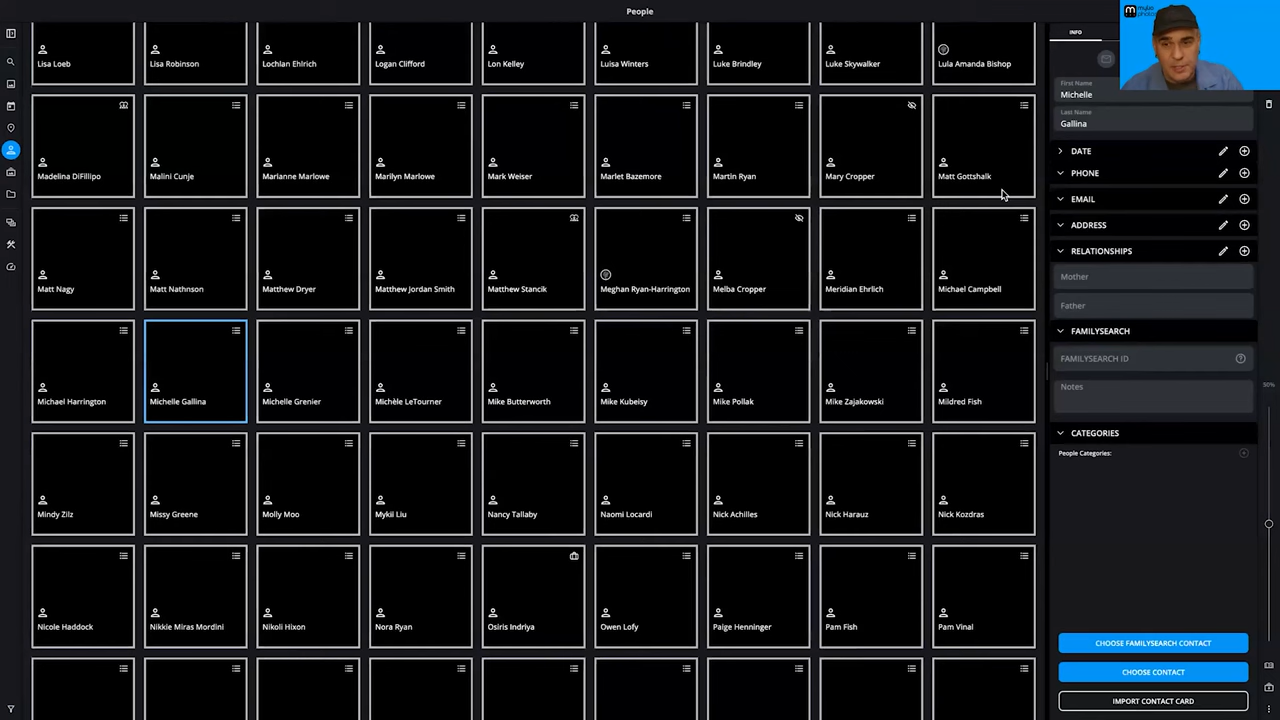 People
mylio
photos
Lisa Loeb
Lisa Robinson
Lochlan Ehlrich
Logan Clifford
Lon Kelley
Luisa Winters
Luke Brindley
Luke Skywalker
Lula Amanda Bishop
Madelina DiFillipo
Malini Cunje
Marianne Marlowe
Marilyn Marlowe
Mark Weiser
Marlet Bazemore
Martin Ryan
Mary Cropper
Matt Gottshalk
Matt Nagy
Matt Nathnson
Matthew Dryer
Matthew Jordan Smith
Matthew Stancik
Meghan Ryan-Harrington
Melba Cropper
Meridian Ehrlich
Michael Campbell
Michael Harrington
Michelle Gallina
Michelle Grenier
Michèle LeTourner
Mike Butterworth
Mike Kubeisy
Mike Pollak
Mike Zajakowski
Mildred Fish
Mindy Zilz
Missy Greene
Molly Moo
Mykii Liu
Nancy Tallaby
Naomi Locardi
Nick Achilles
Nick Harauz
Nick Kozdras
Nicole Haddock
Nikkie Miras Mordini
Nikoli Hixon
Nora Ryan
Osiris Indriya
Owen Lofy
Paige Henninger
Pam Fish
Pam Vinal
INFO
First Name
Michelle
Last Name
Gallina
DATE
PHONE
EMAIL
ADDRESS
RELATIONSHIPS
Mother
Father
FAMILYSEARCH
FAMILYSEARCH ID
Notes
CATEGORIES
People Categories:
90%
CHOOSE FAMILYSEARCH CONTACT
CHOOSE CONTACT
IMPORT CONTACT CARD